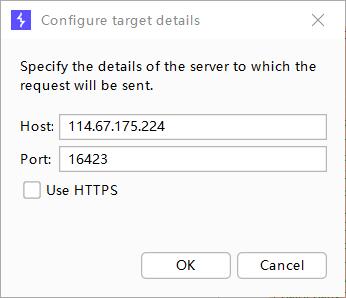 Configure target details
Specify the details of the server to which the
request will be sent.
Host: 114.67.175.224
Port: 16423
Use HTTPS
OK Cancel